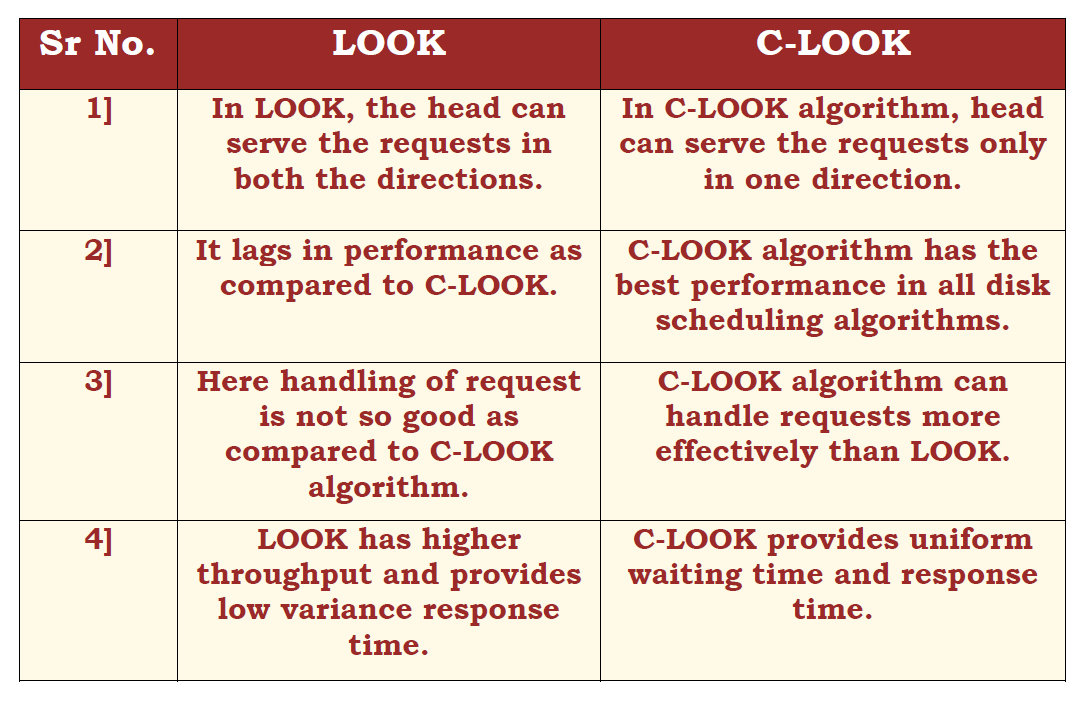 Sr No. LOOK C-LOOK
1]
In LOOK, the head can
serve the requests in
both the directions.
In C-LOOK algorithm, head
can serve the requests only
in one direction.
2]
It lags in performance as
compared to C-LOOK.
C-LOOK algorithm has the
best performance in all disk
scheduling algorithms.
3]
Here handling of request
is not so good as
compared to C-LOOK
algorithm.
C-LOOK algorithm can
handle requests more
effectively than LOOK.
4]
LOOK has higher
throughput and provides
low variance response
time.
C-LOOK provides uniform
waiting time and response
time.